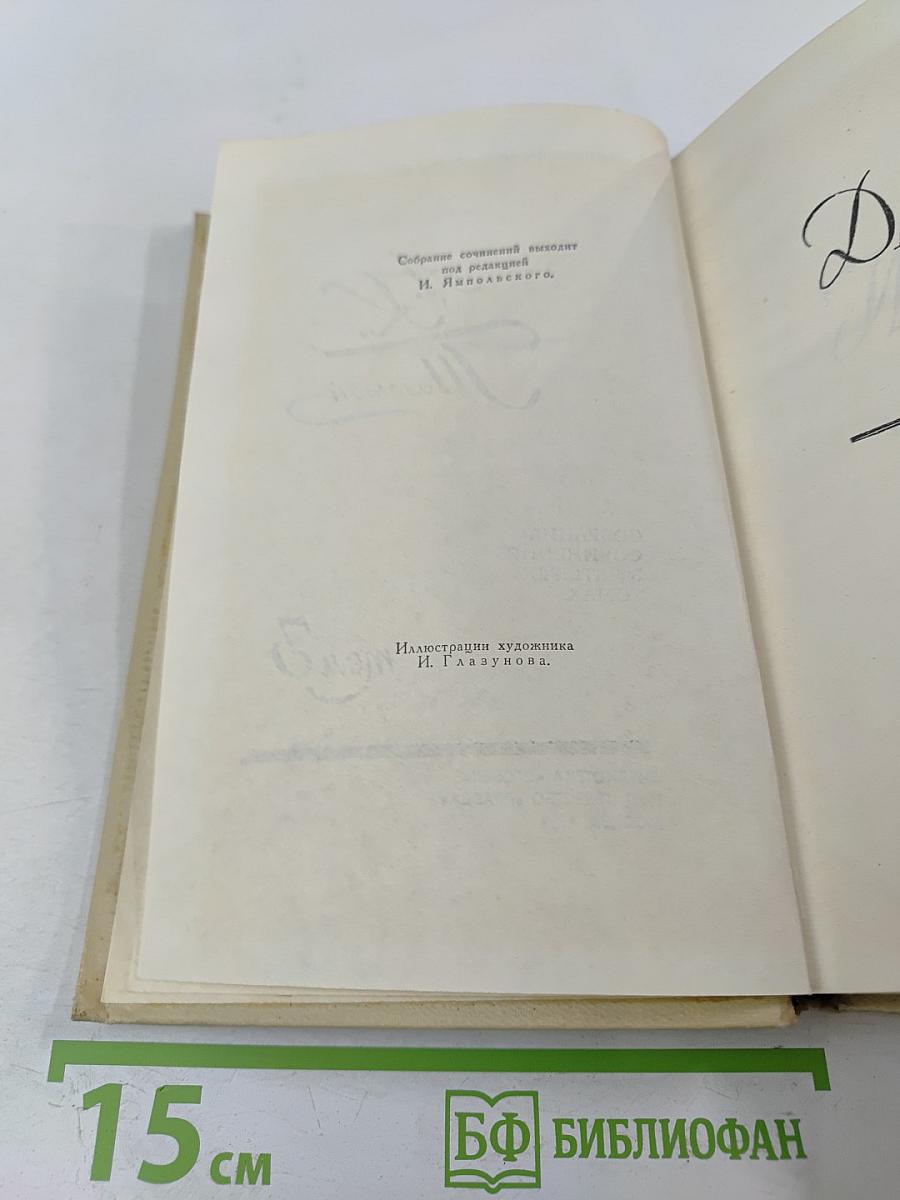 Собрание сочинений выходит
под редакцией
И. Ямпольского.
Иллюстрации художника
И. Глазунова.
15 см
БФ БИБЛИОФАН